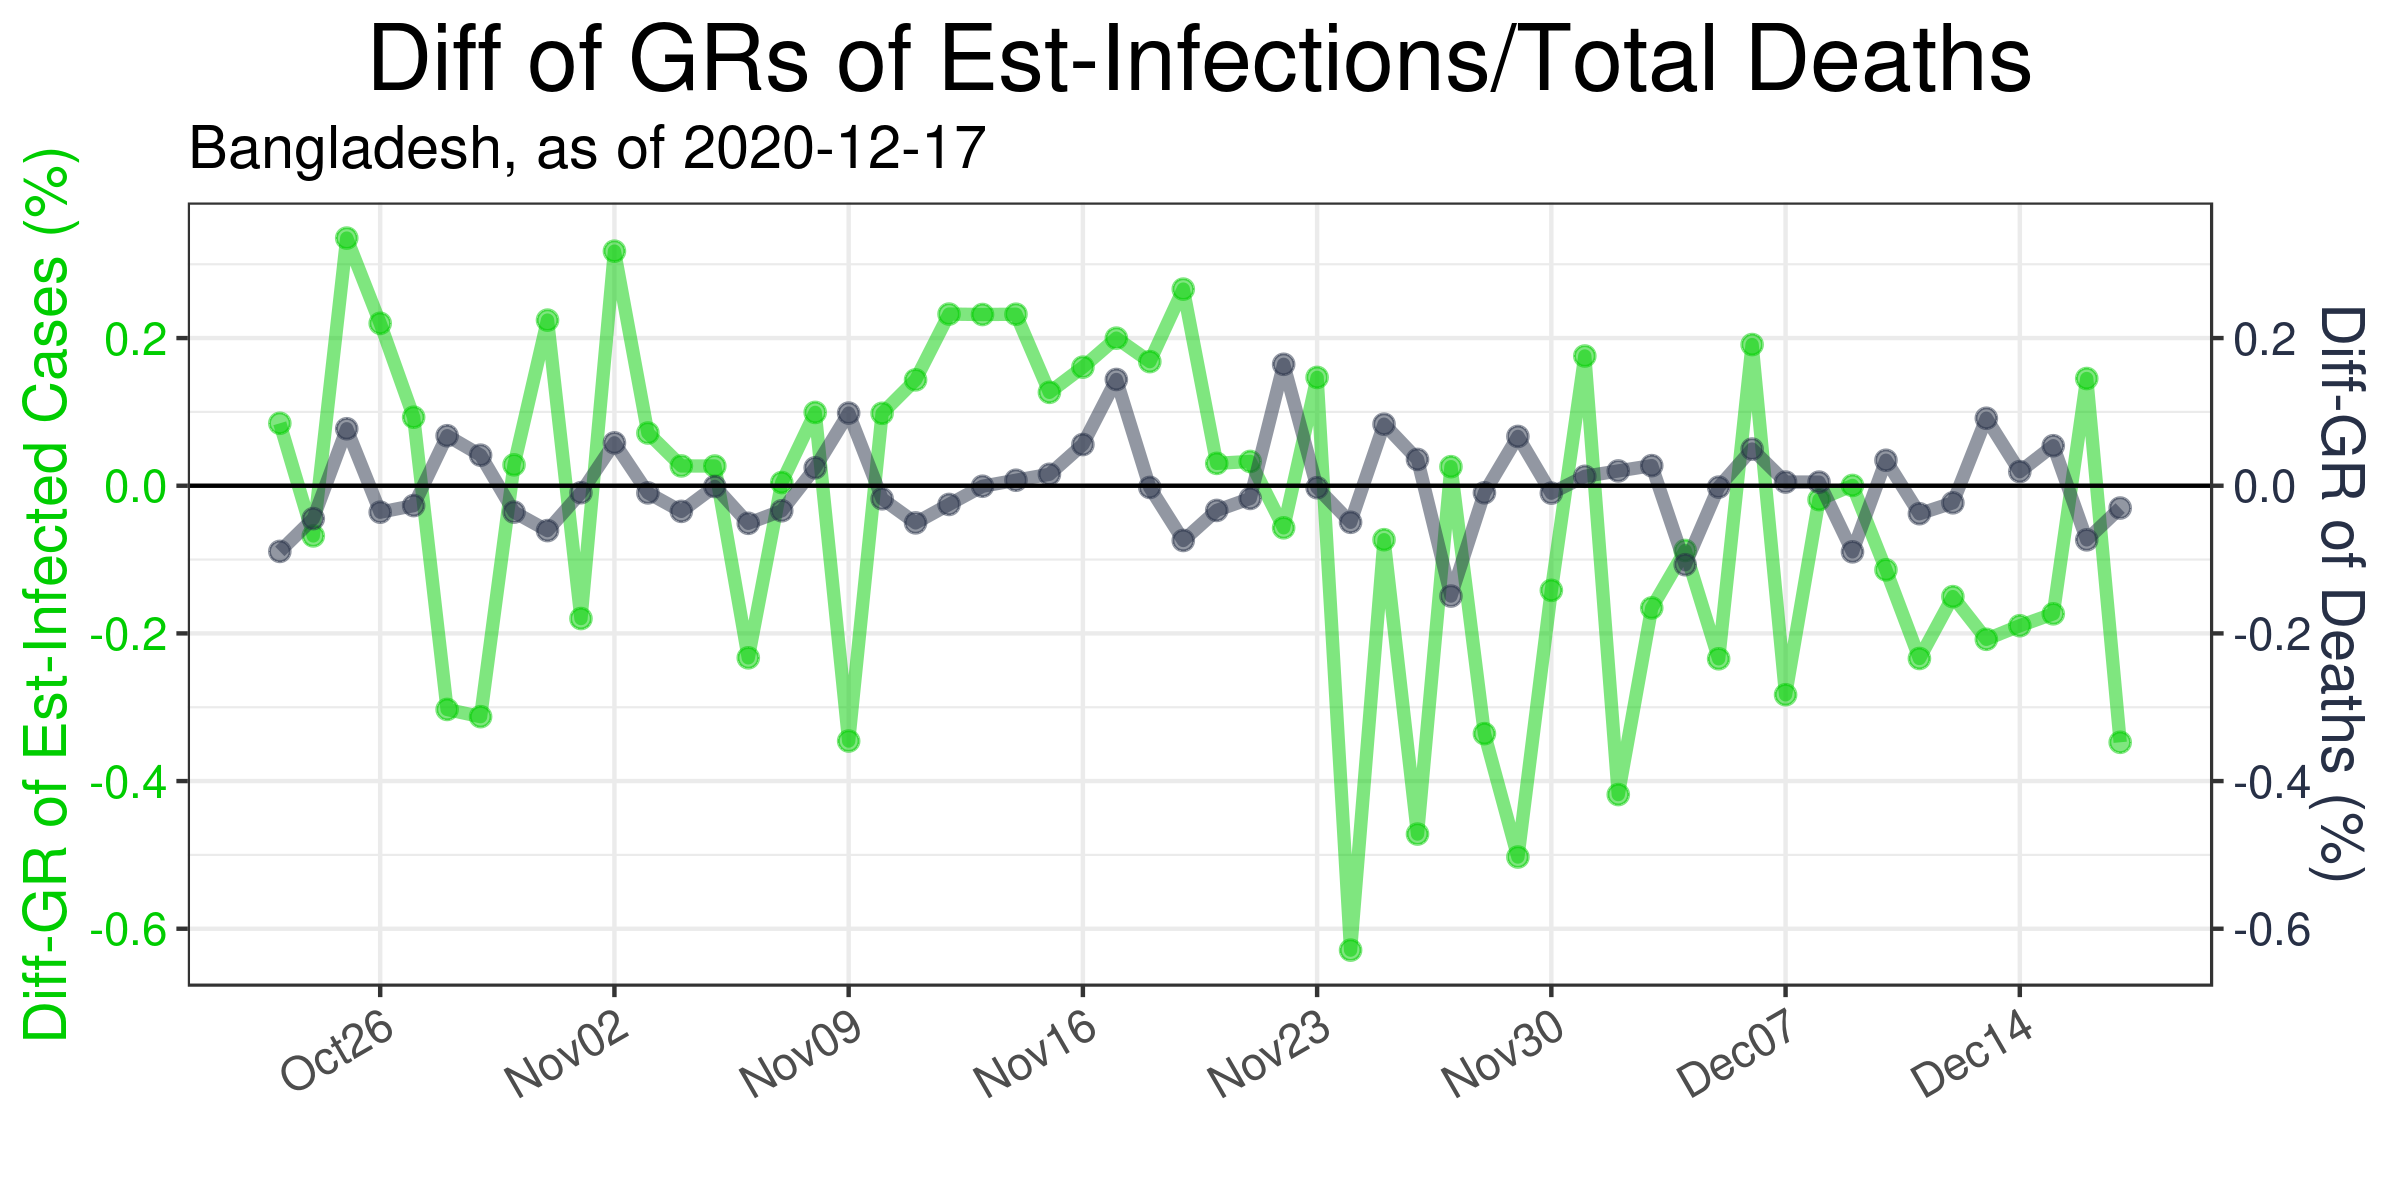 Diff of GRs of Est-Infections/Total Deaths
Bangladesh, as of 2020-12-17
Diff-GR of Est-Infected Cases (%)
0.2
0.0
-0.2
-0.4
-0.6
0.2
0.0
-0.2
-0.4
-0.6
Diff-GR of Deaths (%)
Oct26
Nov02
Nov09
Nov16
Nov23
Nov30
Dec07
Dec14